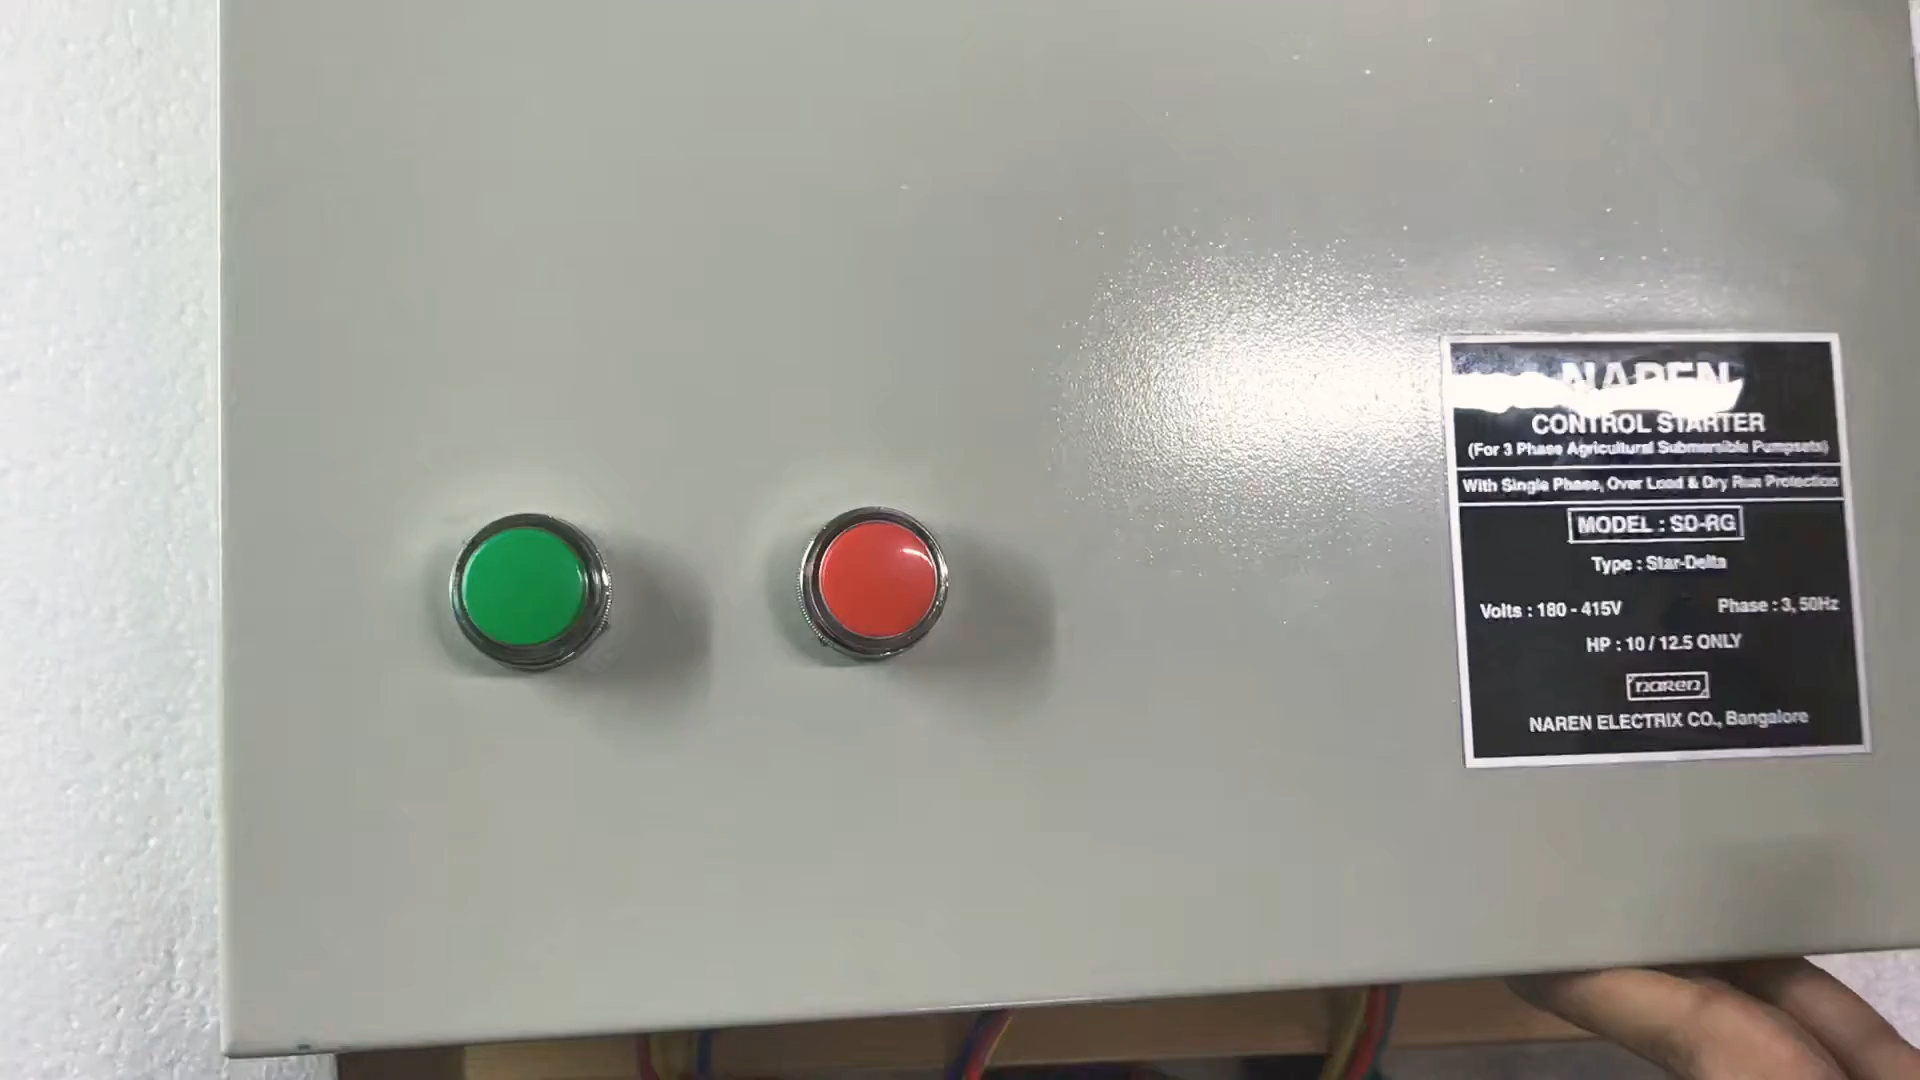 NAREN
CONTROL STARTER
(For 3 Phase Agricultural Submersible Pumpsets)
With Single Phase, Over Load & Dry Run Protection
MODEL : SD-RG
Type : Star-Delta
Volts : 180 - 415V Phase : 3, 50Hz
HP : 10 / 12.5 ONLY
naren
NAREN ELECTRIX CO., Bangalore